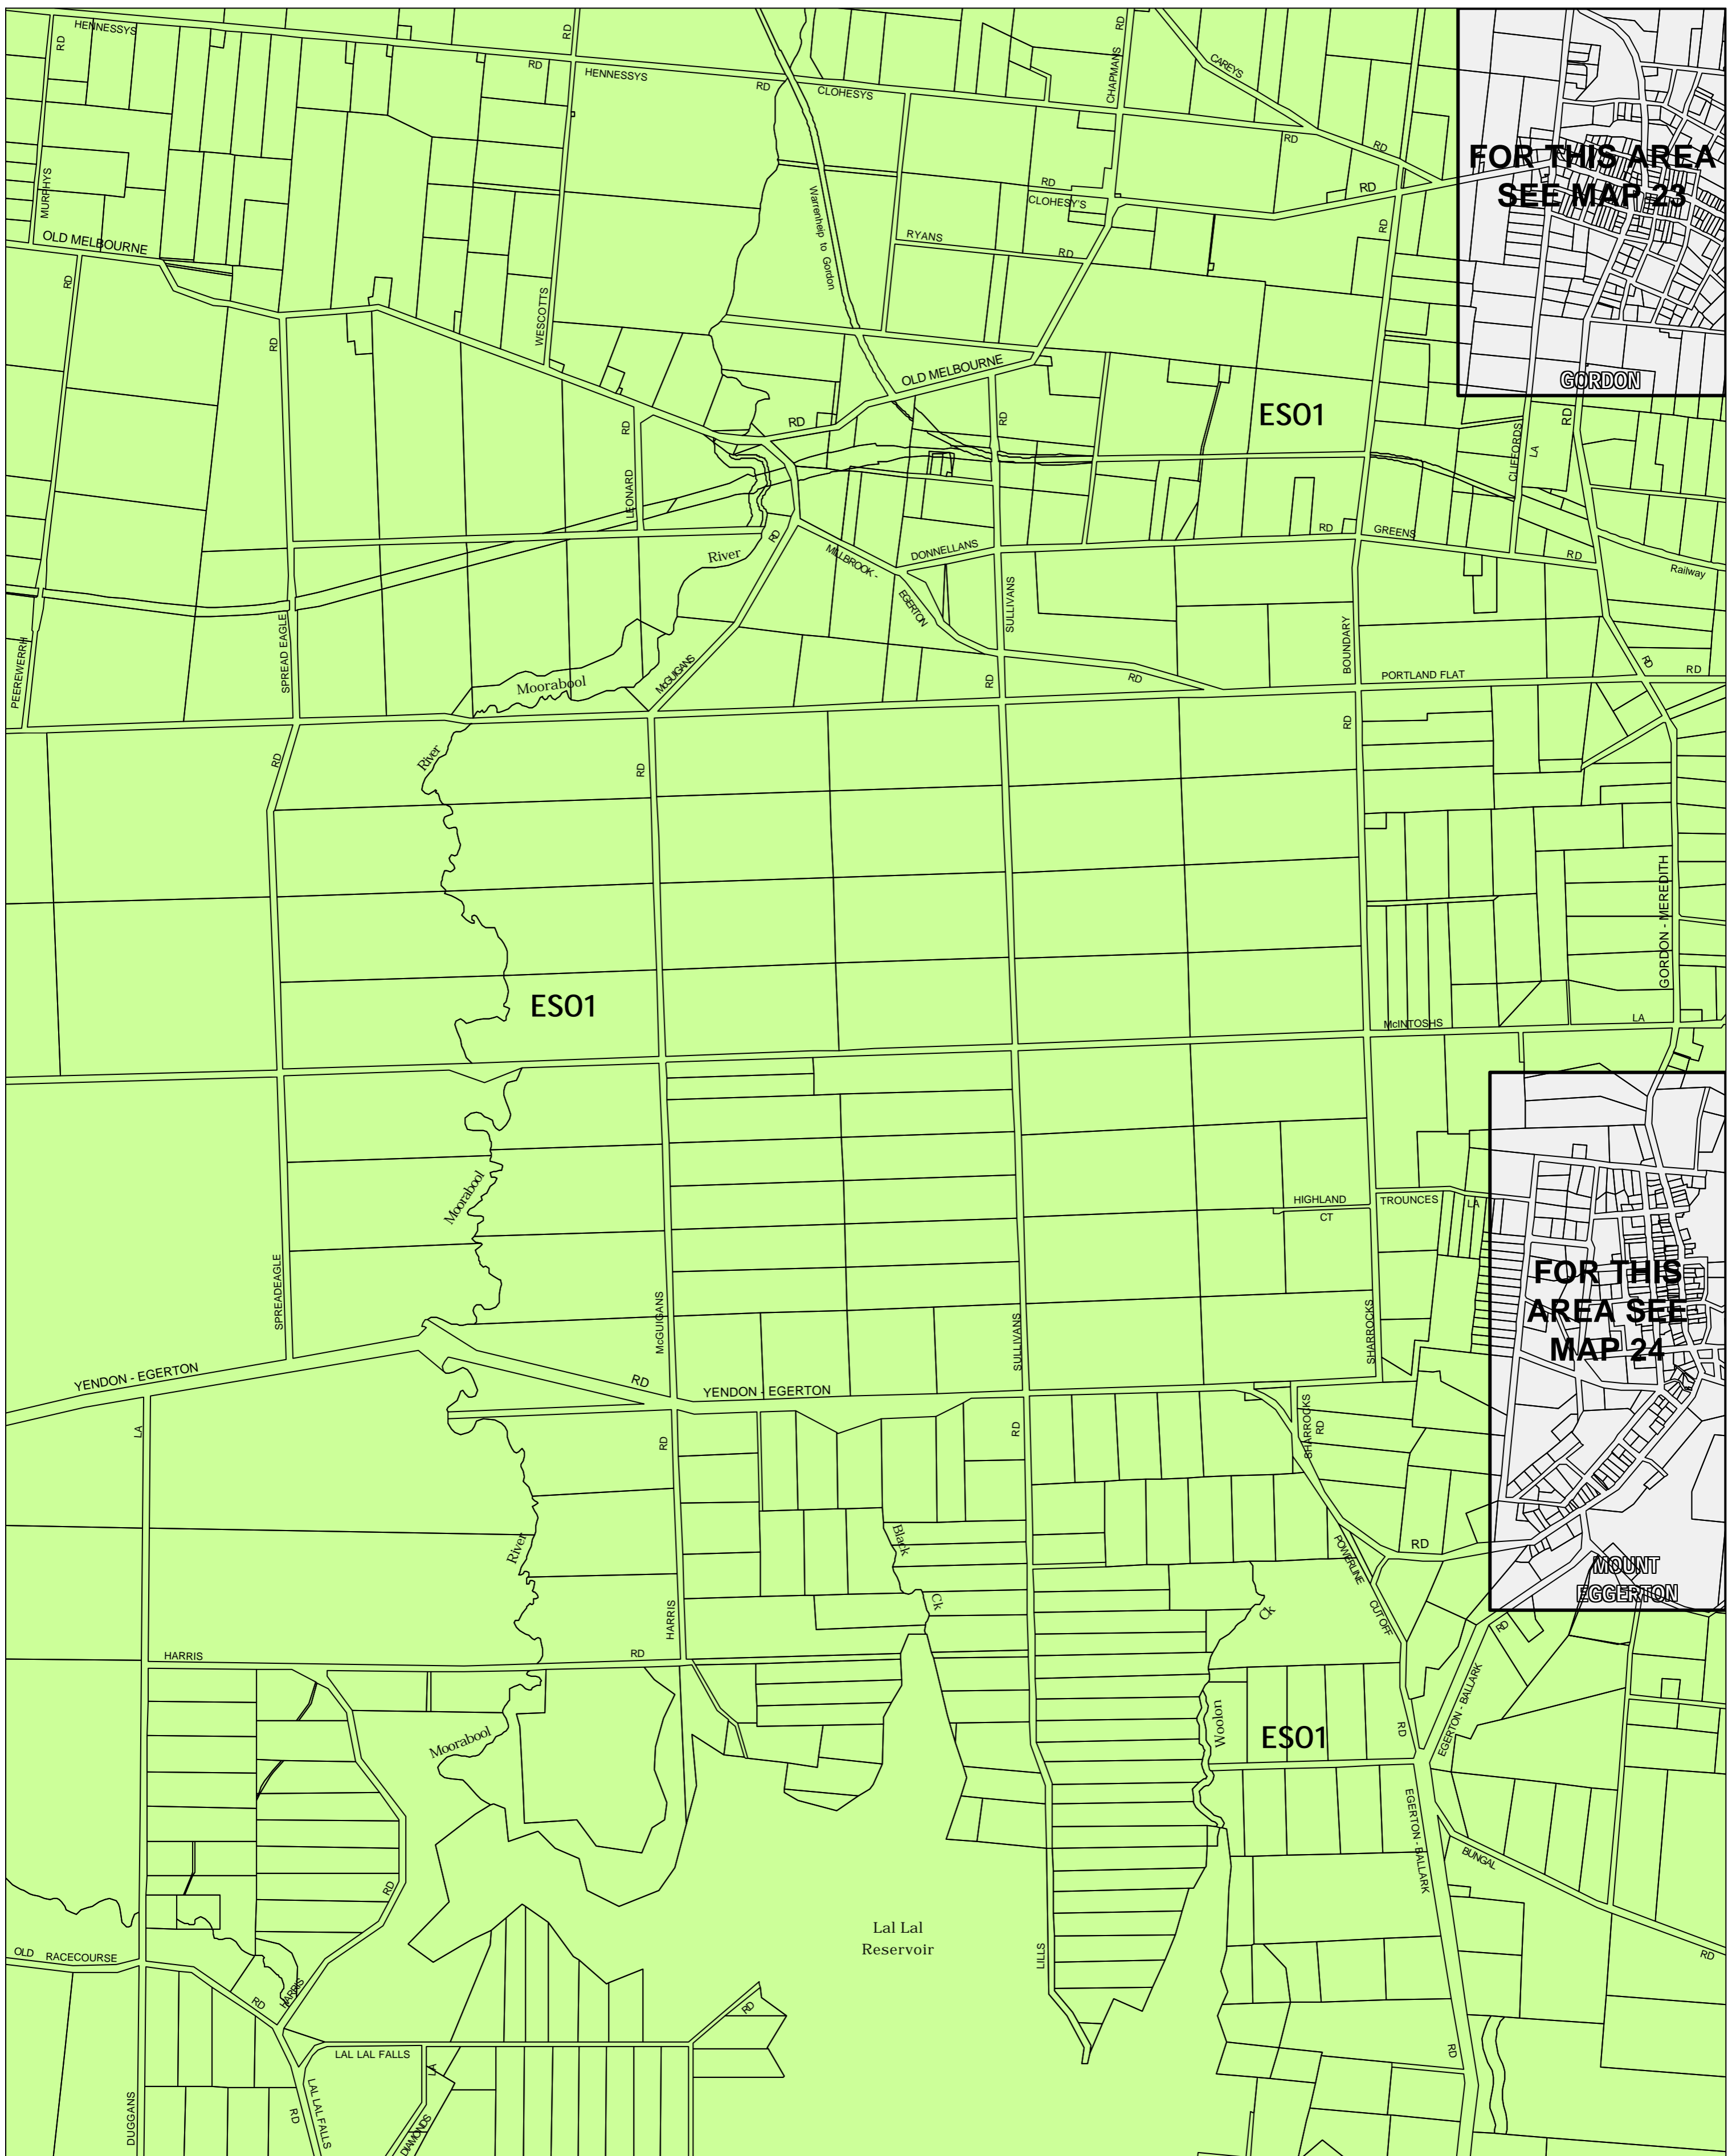 HENNESSYS
RD
RD
RD
HENNESSYS
RD
CLOHESYS
RD
CHAPMANS
CAREYS
RD
RD
FOR THIS AREA
SEE MAP 23
MURPHYS
OLD MELBOURNE
RD
RD
CLOHESY'S
RD
RYANS
RD
RD
Warrenheip to Gordon
WESCOTTS
RD
OLD MELBOURNE
RD
RD
RD
LEONARD
ES01
GORDON
RD
CLIFFORDS
LA
RD
GREENS
RD
Railway
River
RD
MILLBROOK -
EGERTON
DONNELLANS
SULLIVANS
SPREAD EAGLE
PEEREWERRH
Moorabool
McGUIGANS
RD
RD
BOUNDARY
PORTLAND FLAT
RD
RD
RD
River
RD
RD
GORDON - MEREDITH
ES01
McINTOSHS
LA
Moorabool
HIGHLAND
CT
TROUNCES
LA
FOR THIS
AREA SEE
MAP 24
SPREADEAGLE
McGUIGANS
SULLIVANS
SHARROCKS
YENDON - EGERTON
RD
YENDON - EGERTON
LA
RD
RD
SHARROCKS
RD
River
Black
Ck
RD
POWERLINE
CUT OFF
MOUNT
EGGERTON
Ck
HARRIS
HARRIS
RD
RD
EGERTON - BALLARK
Moorabool
Woolon
ES01
RD
EGERTON - BALLARK
BUNGAL
RD
RD
Lal Lal
Reservoir
LILLS
OLD RACECOURSE
RD
HARRIS
RD
RD
LAL LAL FALLS
LA
DUGGANS
RD
LAL LAL FALLS
DIAMONDS